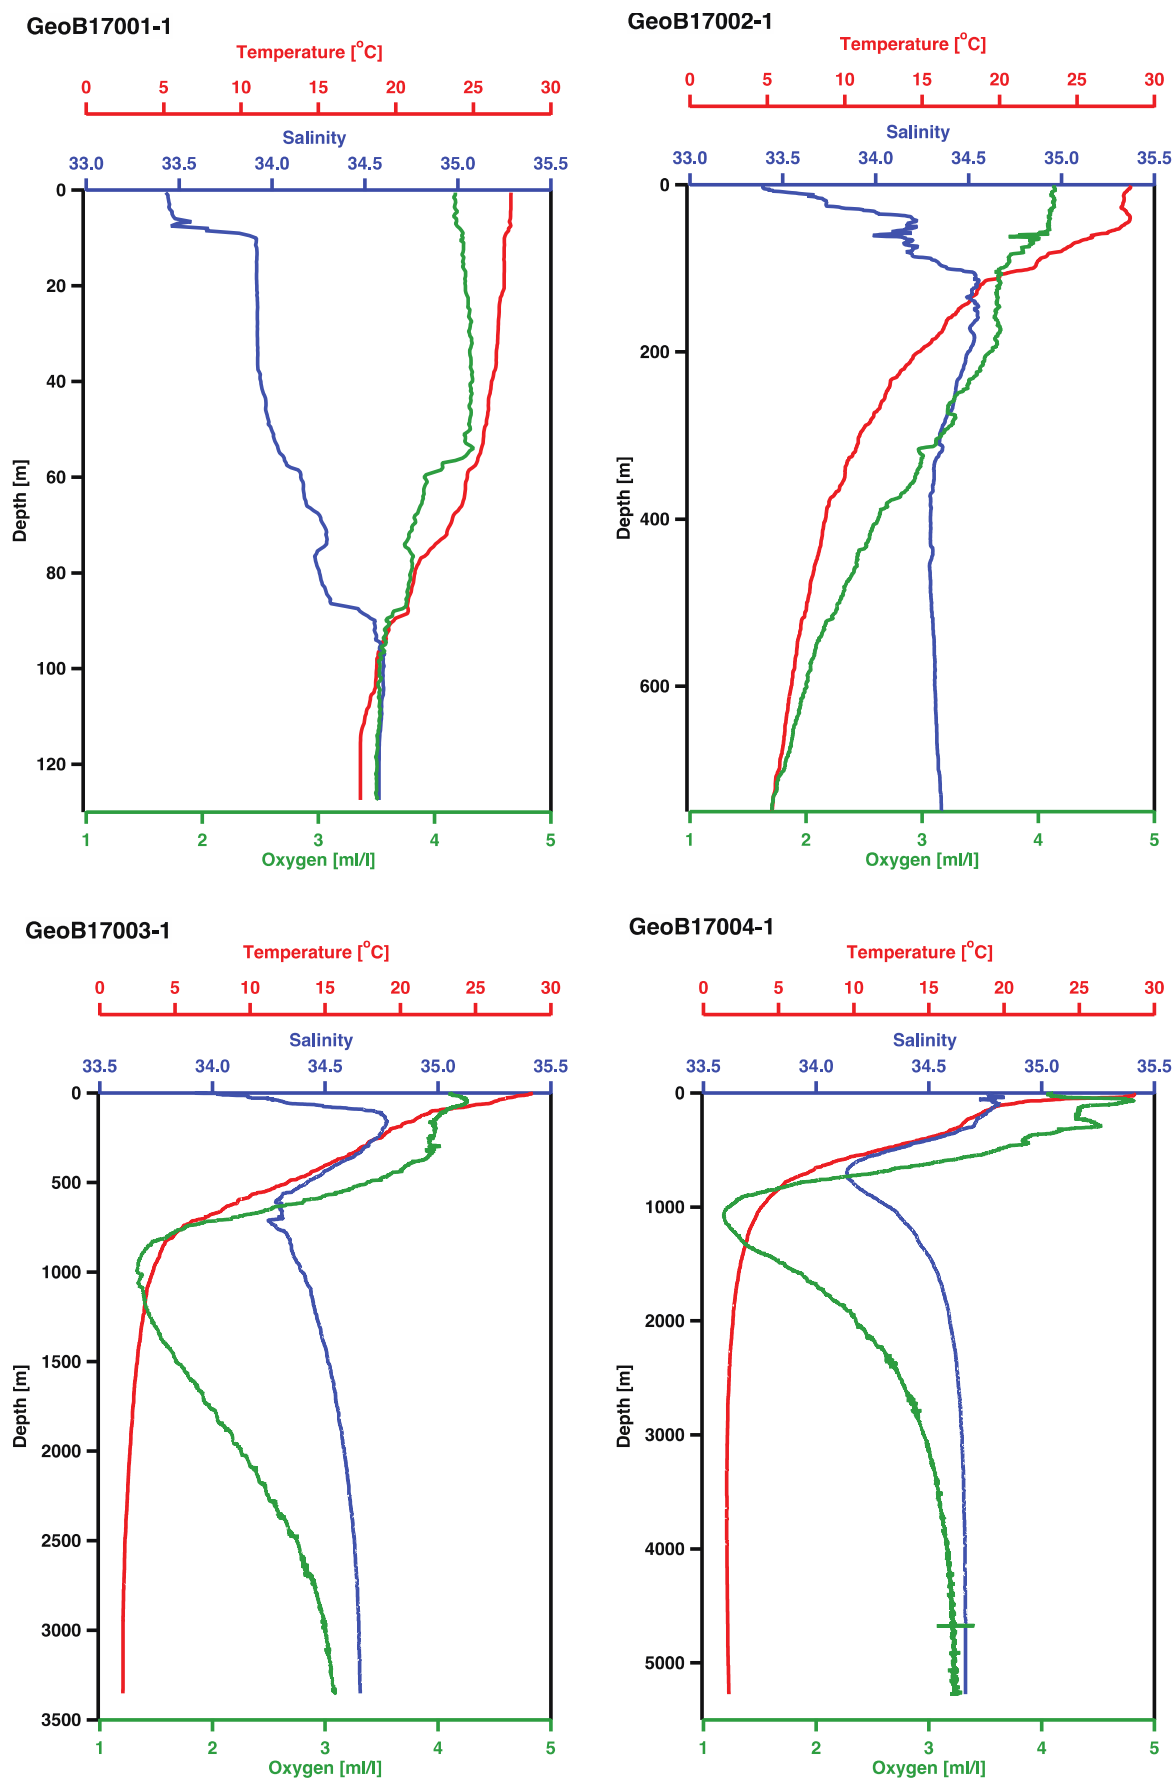 GeoB17001-1
Temperature [°C]
0 5 10 15 20 25 30
Salinity
33.0 33.5 34.0 34.5 35.0 35.5
0
20
40
60
80
100
120
Depth [m]
1 2 3 4 5
Oxygen [ml/l]
GeoB17002-1
Temperature [°C]
0 5 10 15 20 25 30
Salinity
33.0 33.5 34.0 34.5 35.0 35.5
0
200
400
600
Depth [m]
1 2 3 4 5
Oxygen [ml/l]
GeoB17003-1
Temperature [°C]
0 5 10 15 20 25 30
Salinity
33.5 34.0 34.5 35.0 35.5
0
500
1000
1500
2000
2500
3000
3500
Depth [m]
1 2 3 4 5
Oxygen [ml/l]
GeoB17004-1
Temperature [°C]
0 5 10 15 20 25 30
Salinity
33.5 34.0 34.5 35.0 35.5
0
1000
2000
3000
4000
5000
Depth [m]
1 2 3 4 5
Oxygen [ml/l]